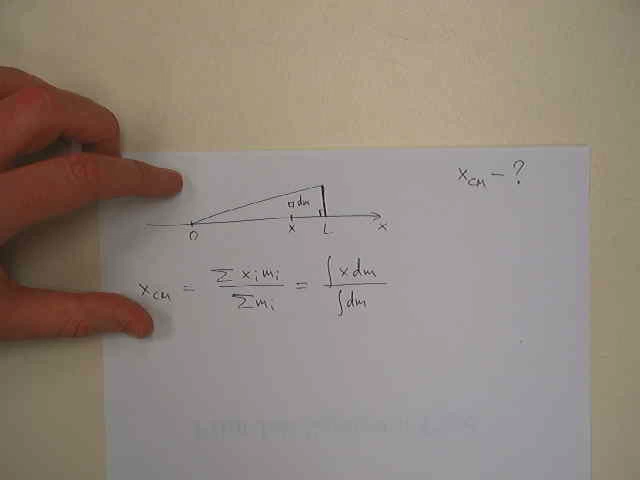 x_CM - ?
dm
0 x L x
x_CM = Σ x_i m_i / Σ m_i = ∫ x dm / ∫ dm